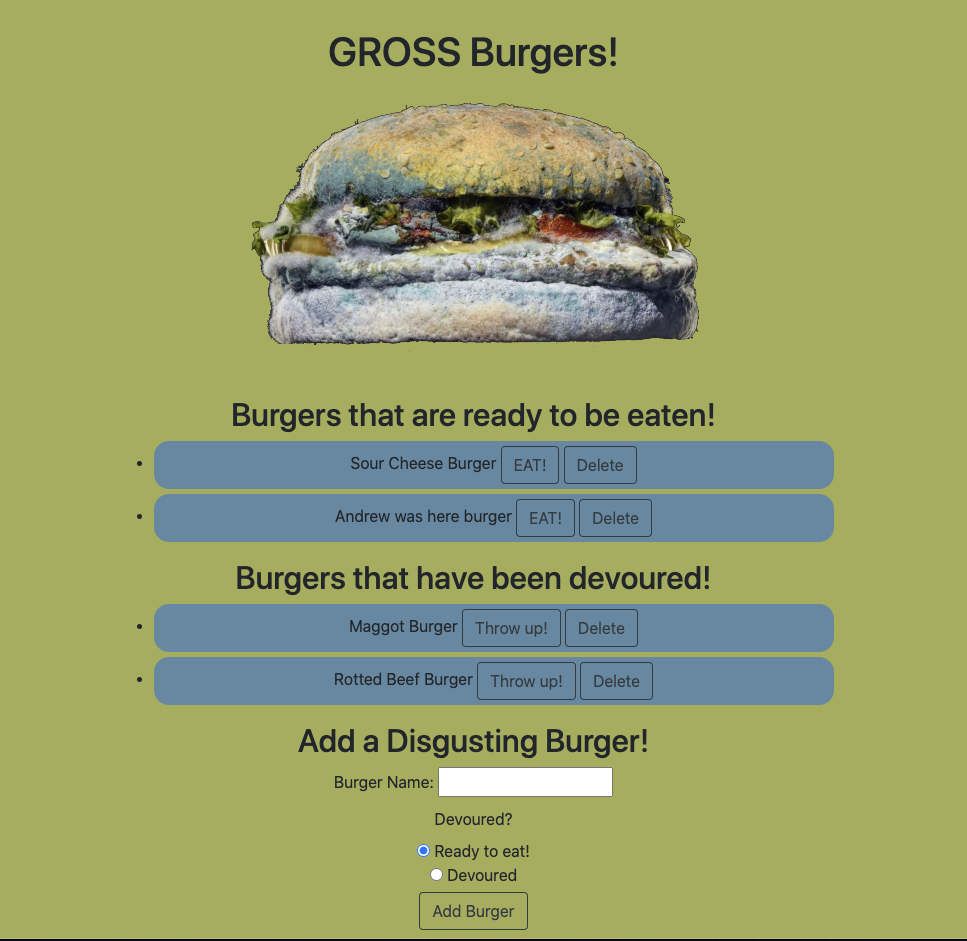 GROSS Burgers!
Burgers that are ready to be eaten!
Sour Cheese Burger EAT! Delete
Andrew was here burger EAT! Delete
Burgers that have been devoured!
Maggot Burger Throw up! Delete
Rotted Beef Burger Throw up! Delete
Add a Disgusting Burger!
Burger Name:
Devoured?
Ready to eat!
Devoured
Add Burger